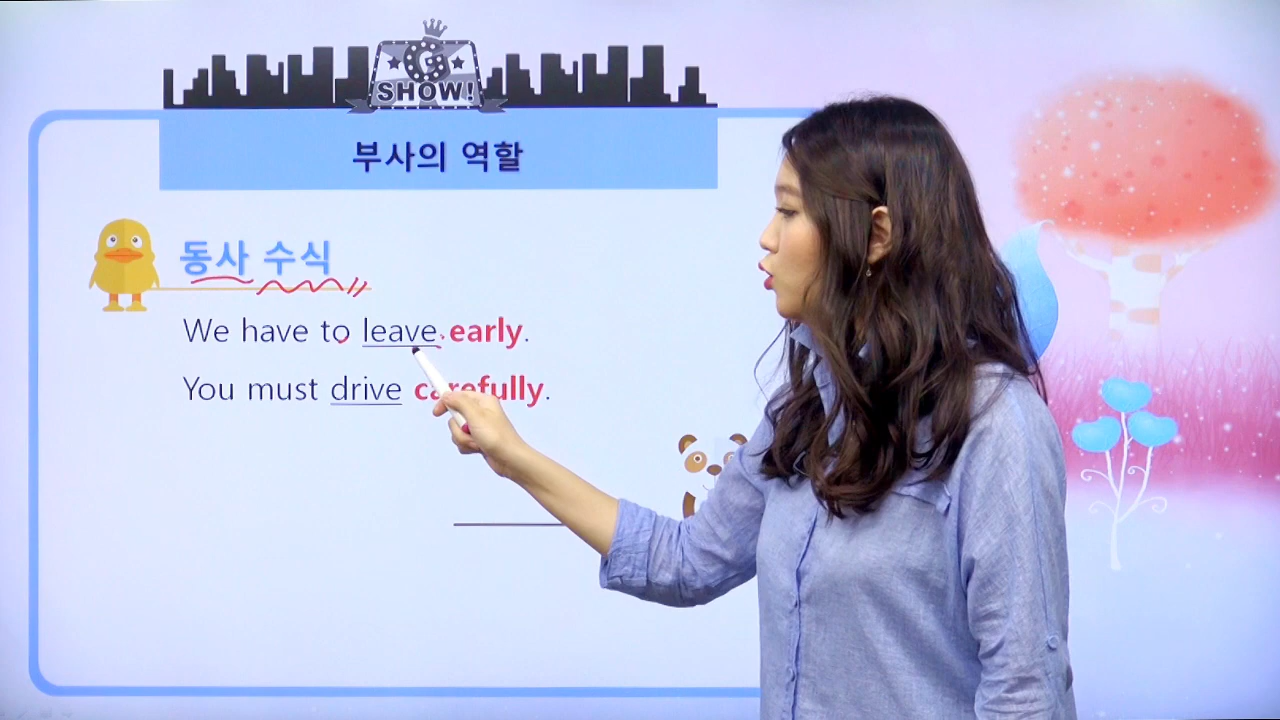 G
SHOW!
부사의 역할
동사 수식
We have to leave early.
You must drive carefully.